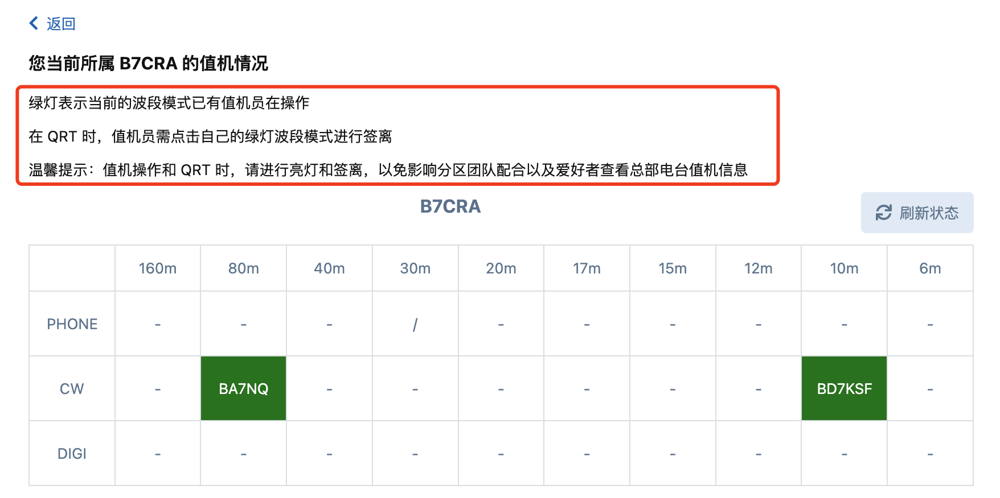 返回
您当前所属 B7CRA 的值机情况
绿灯表示当前的波段模式已有值机员在操作
在 QRT 时，值机员需点击自己的绿灯波段模式进行签离
温馨提示：值机操作和 QRT 时，请进行亮灯和签离，以免影响分区团队配合以及爱好者查看总部电台值机信息
B7CRA
刷新状态
160m 80m 40m 30m 20m 17m 15m 12m 10m 6m
PHONE - - - / - - - - - -
CW - BA7NQ - - - - - - BD7KSF -
DIGI - - - - - - - - - -